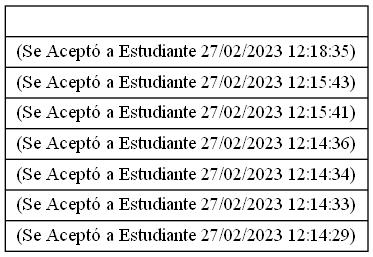 (Se Aceptó a Estudiante 27/02/2023 12:18:35)
(Se Aceptó a Estudiante 27/02/2023 12:15:43)
(Se Aceptó a Estudiante 27/02/2023 12:15:41)
(Se Aceptó a Estudiante 27/02/2023 12:14:36)
(Se Aceptó a Estudiante 27/02/2023 12:14:34)
(Se Aceptó a Estudiante 27/02/2023 12:14:33)
(Se Aceptó a Estudiante 27/02/2023 12:14:29)